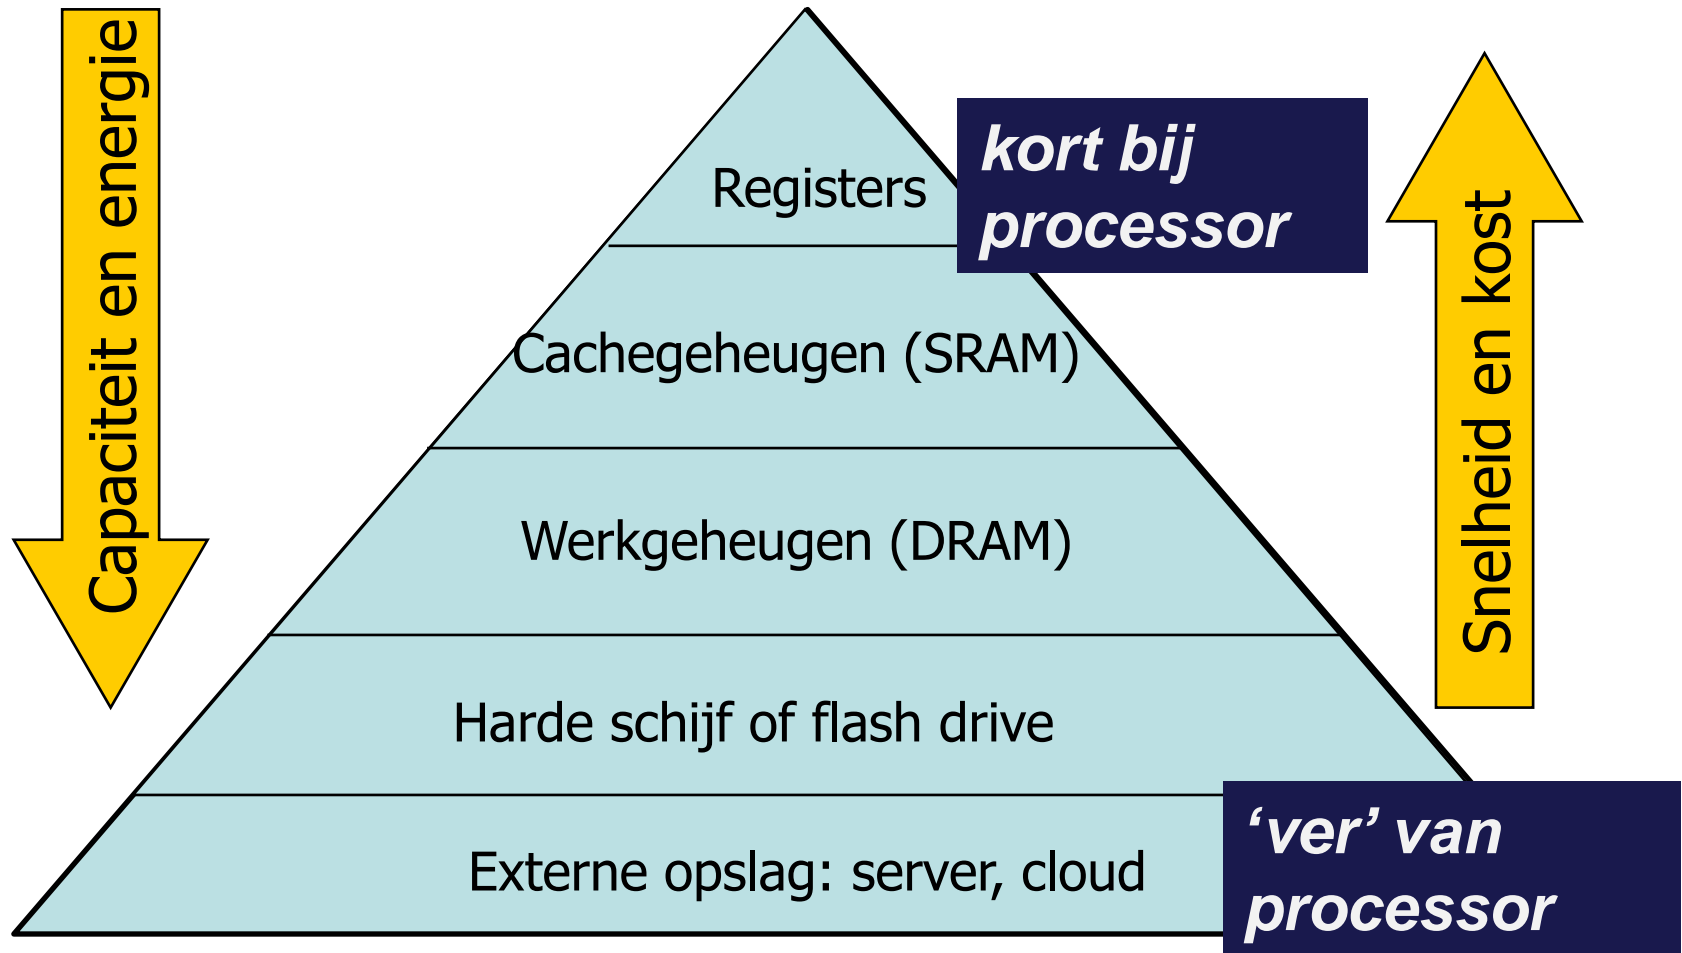 Capaciteit en energie
Registers
kort bij
processor
Cachegeheugen (SRAM)
Werkgeheugen (DRAM)
Snelheid en kost
Harde schijf of flash drive
Externe opslag: server, cloud
‘ver’ van
processor